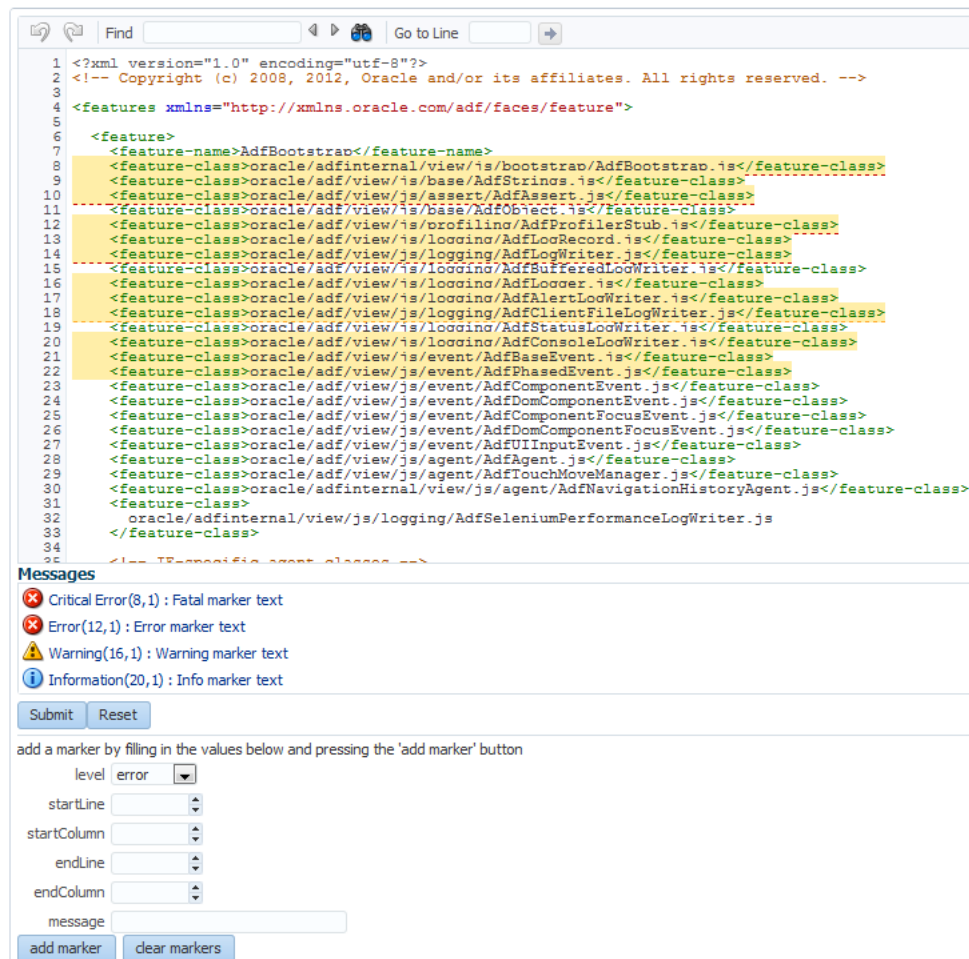 Find Go to Line
1 <?xml version="1.0" encoding="utf-8"?>
2 <!-- Copyright (c) 2008, 2012, Oracle and/or its affiliates. All rights reserved. -->
3
4 <features xmlns="http://xmlns.oracle.com/adf/faces/feature">
5
6 <feature>
7 <feature-name>AdfBootstrap</feature-name>
8 <feature-class>oracle/adfinternal/view/js/bootstrap/AdfBootstrap.js</feature-class>
9 <feature-class>oracle/adf/view/js/base/AdfStrings.js</feature-class>
10 <feature-class>oracle/adf/view/js/assert/AdfAssert.js</feature-class>
11 <feature-class>oracle/adf/view/js/base/AdfObject.js</feature-class>
12 <feature-class>oracle/adf/view/js/profiling/AdfProfilerStub.js</feature-class>
13 <feature-class>oracle/adf/view/js/logging/AdfLogRecord.js</feature-class>
14 <feature-class>oracle/adf/view/js/logging/AdfLogWriter.js</feature-class>
15 <feature-class>oracle/adf/view/js/logging/AdfBufferedLogWriter.js</feature-class>
16 <feature-class>oracle/adf/view/js/logging/AdfLogger.js</feature-class>
17 <feature-class>oracle/adf/view/js/logging/AdfAlertLogWriter.js</feature-class>
18 <feature-class>oracle/adf/view/js/logging/AdfClientFileLogWriter.js</feature-class>
19 <feature-class>oracle/adf/view/js/logging/AdfStatusLogWriter.js</feature-class>
20 <feature-class>oracle/adf/view/js/logging/AdfConsoleLogWriter.js</feature-class>
21 <feature-class>oracle/adf/view/js/event/AdfBaseEvent.js</feature-class>
22 <feature-class>oracle/adf/view/js/event/AdfPhasedEvent.js</feature-class>
23 <feature-class>oracle/adf/view/js/event/AdfComponentEvent.js</feature-class>
24 <feature-class>oracle/adf/view/js/event/AdfDomComponentEvent.js</feature-class>
25 <feature-class>oracle/adf/view/js/event/AdfComponentFocusEvent.js</feature-class>
26 <feature-class>oracle/adf/view/js/event/AdfDomComponentFocusEvent.js</feature-class>
27 <feature-class>oracle/adf/view/js/event/AdfUIInputEvent.js</feature-class>
28 <feature-class>oracle/adf/view/js/agent/AdfAgent.js</feature-class>
29 <feature-class>oracle/adf/view/js/agent/AdfTouchMoveManager.js</feature-class>
30 <feature-class>oracle/adfinternal/view/js/agent/AdfNavigationHistoryAgent.js</feature-class>
31 <feature-class>
32 oracle/adfinternal/view/js/logging/AdfSeleniumPerformanceLogWriter.js
33 </feature-class>
34
35 <!-- IE-specific agent classes -->
Messages
Critical Error(8,1) : Fatal marker text
Error(12,1) : Error marker text
Warning(16,1) : Warning marker text
Information(20,1) : Info marker text
Submit Reset
add a marker by filling in the values below and pressing the 'add marker' button
level error
startLine
startColumn
endLine
endColumn
message
add marker clear markers